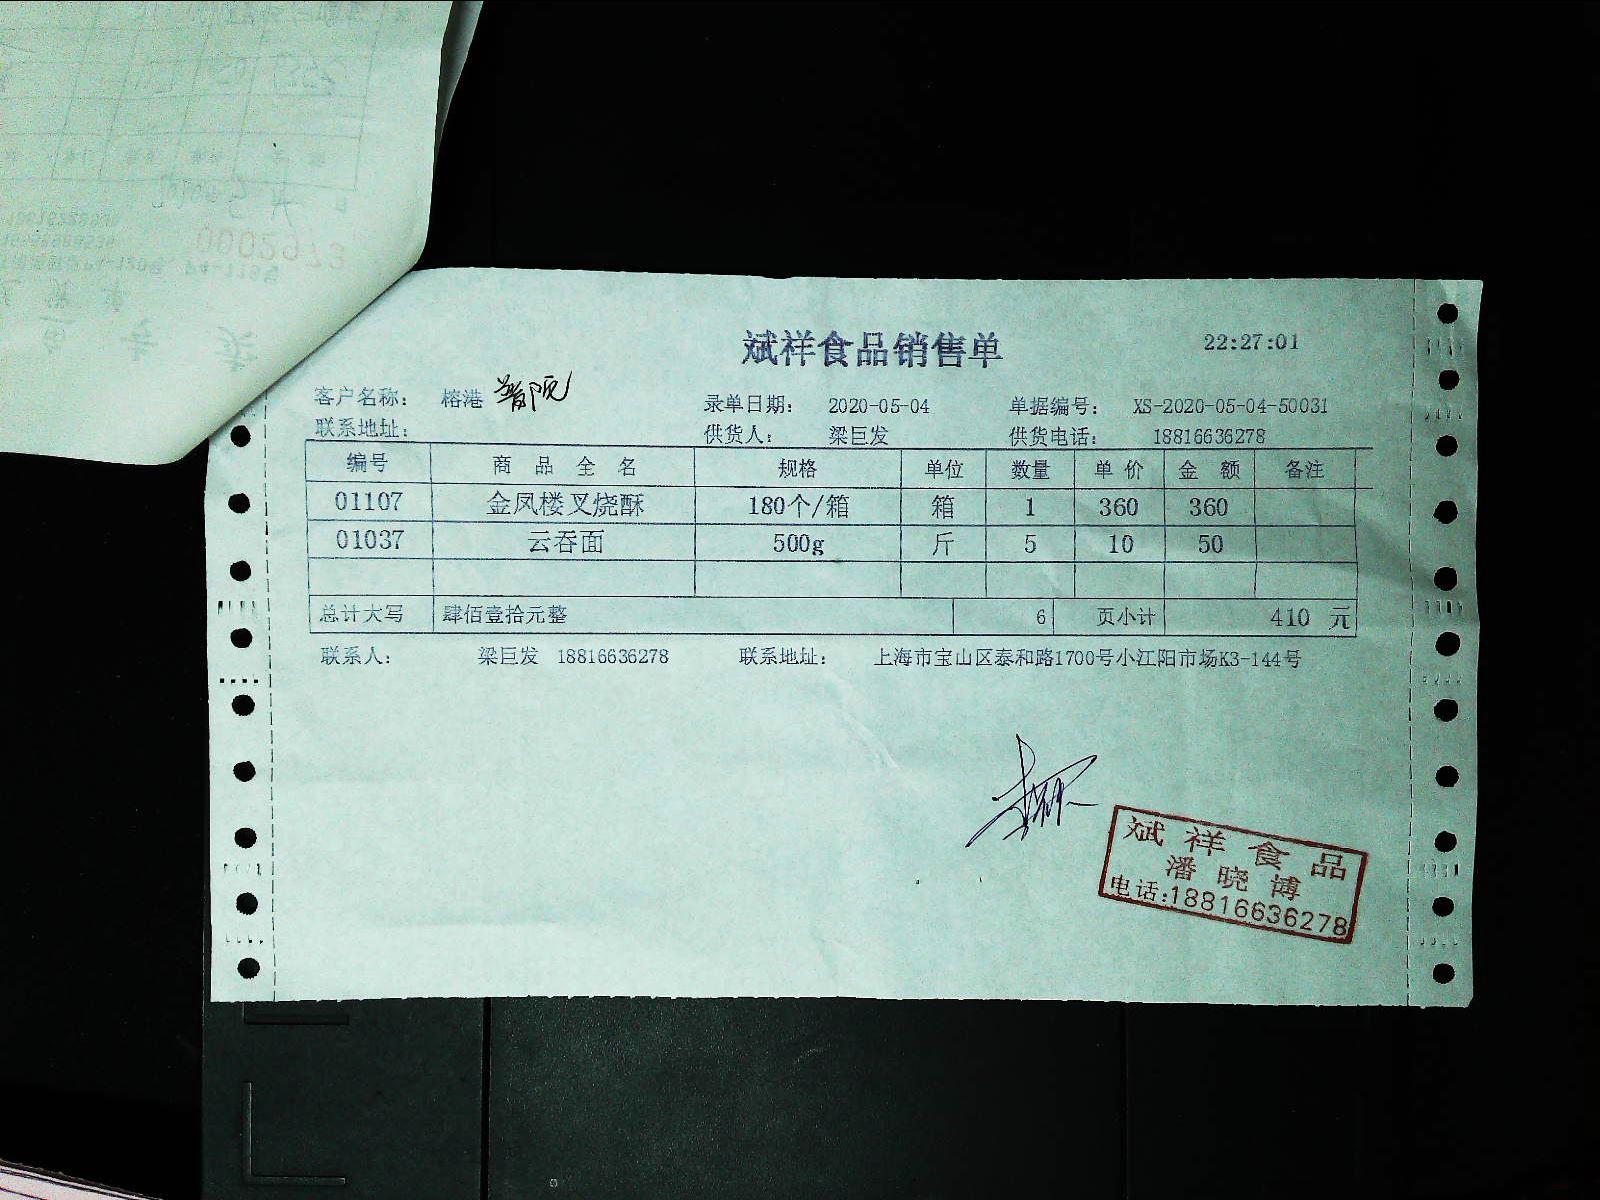 0002973
斌祥食品销售单 22:27:01
客户名称: 榕港
录单日期: 2020-05-04 单据编号: XS-2020-05-04-50031
联系地址: 供货人: 梁巨发 供货电话: 18816636278
编号 商品全名 规格 单位 数量 单价 金额 备注
01107 金凤楼叉烧酥 180个/箱 箱 1 360 360
01037 云吞面 500g 斤 5 10 50
总计大写 肆佰壹拾元整 6 页小计 410 元
联系人: 梁巨发 18816636278 联系地址: 上海市宝山区泰和路1700号小江阳市场K3-144号
斌祥食品
潘晓博
电话:18816636278